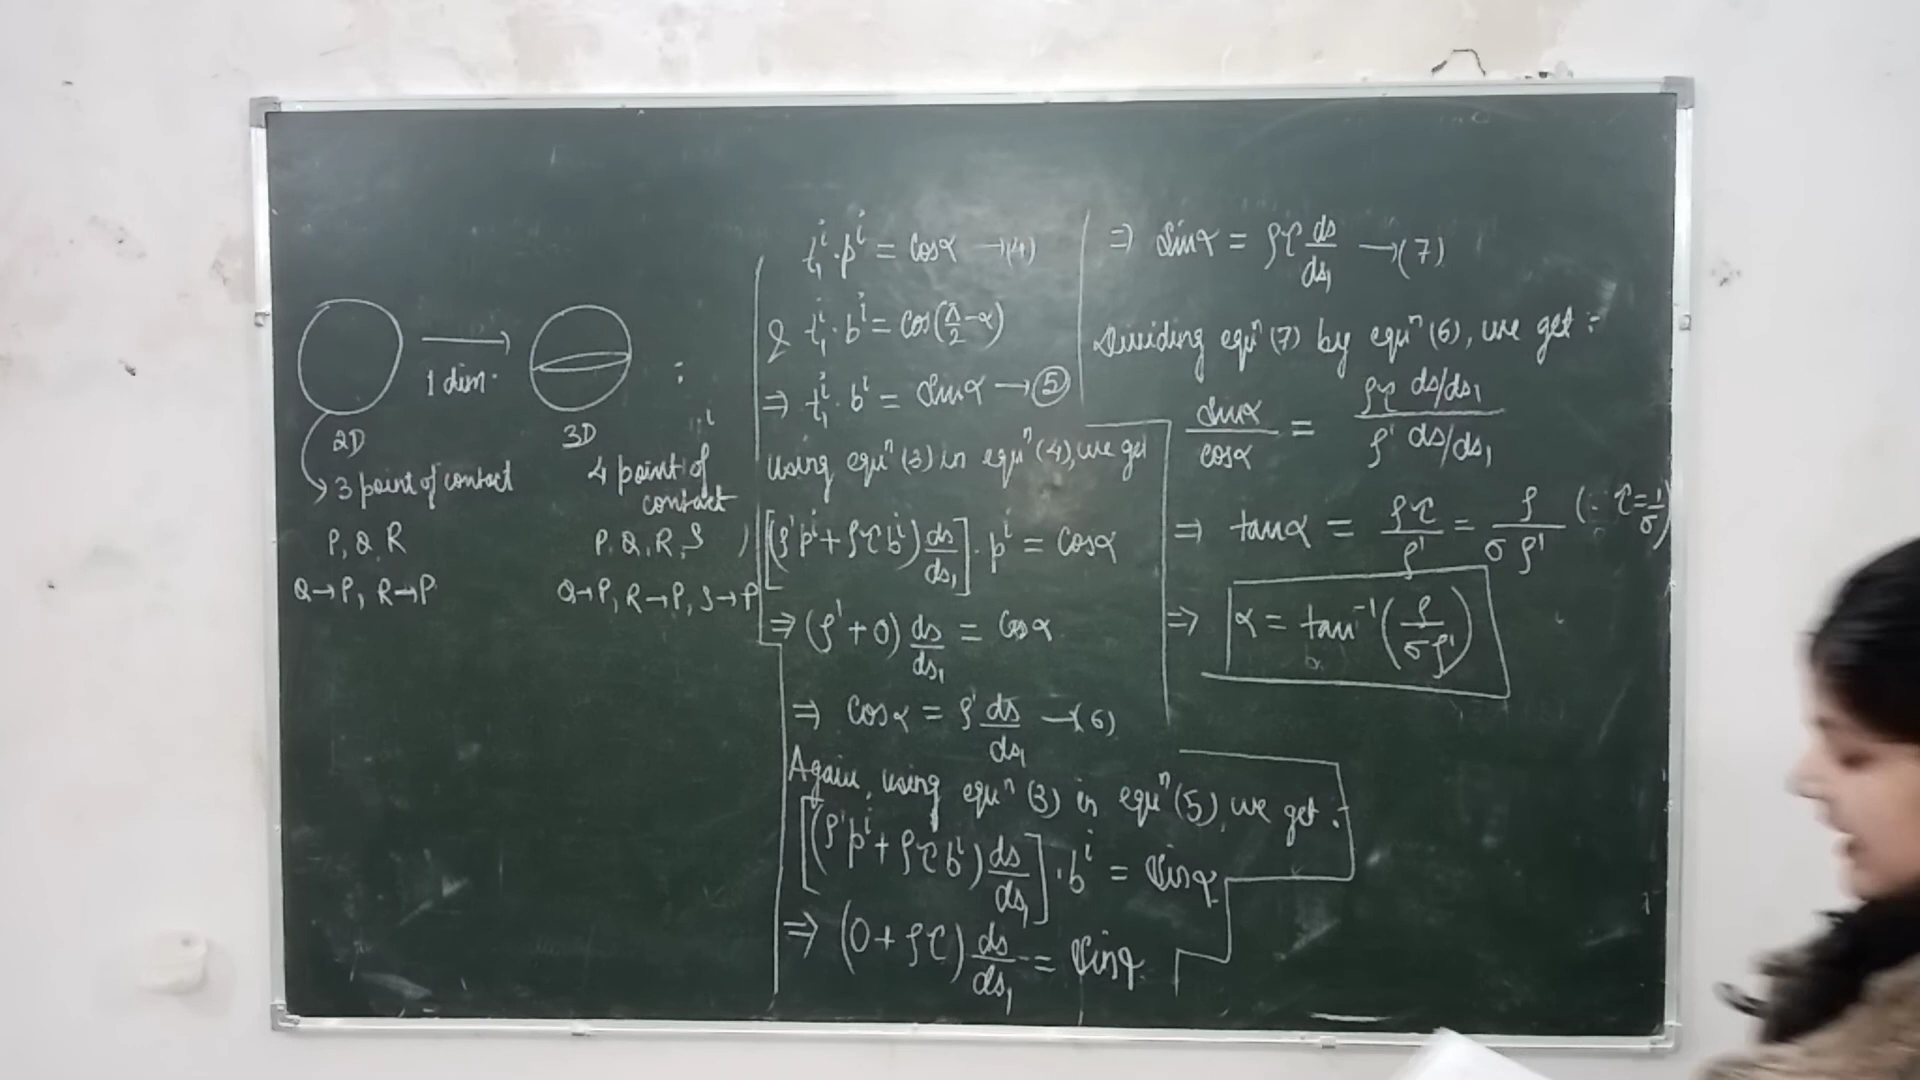 1 dim.
2D
3D
:
3 point of contact
4 point of
contact
P, Q, R
P, Q, R, S
Q→P, R→P
Q→P, R→P, S→P
t₁ⁱ·pⁱ = cosα →(4)
& t₁ⁱ·bⁱ = cos(π/2-α)
⇒ t₁ⁱ·bⁱ = Sinα →⑤
Using equⁿ (3) in equⁿ (4), we get
[(ρ'pⁱ + ρτbⁱ) ds/ds₁]·pⁱ = Cosα
⇒ (ρ' + 0) ds/ds₁ = Cosα
⇒ Cosα = ρ' ds/ds₁ →(6)
Again, using equⁿ (3) in equⁿ (5), we get :
[(ρ'pⁱ + ρτbⁱ) ds/ds₁]·bⁱ = Sinα
⇒ (0 + ρτ) ds/ds₁ = Sinα
⇒ Sinα = ρτ ds/ds₁ →(7)
Dividing equⁿ (7) by equⁿ (6), we get :-
Sinα/cosα = ρτ ds/ds₁ / ρ' ds/ds₁
⇒ tanα = ρτ/ρ' = ρ/σρ' (∵ τ = 1/σ)
⇒ α = tan⁻¹(ρ/σρ')